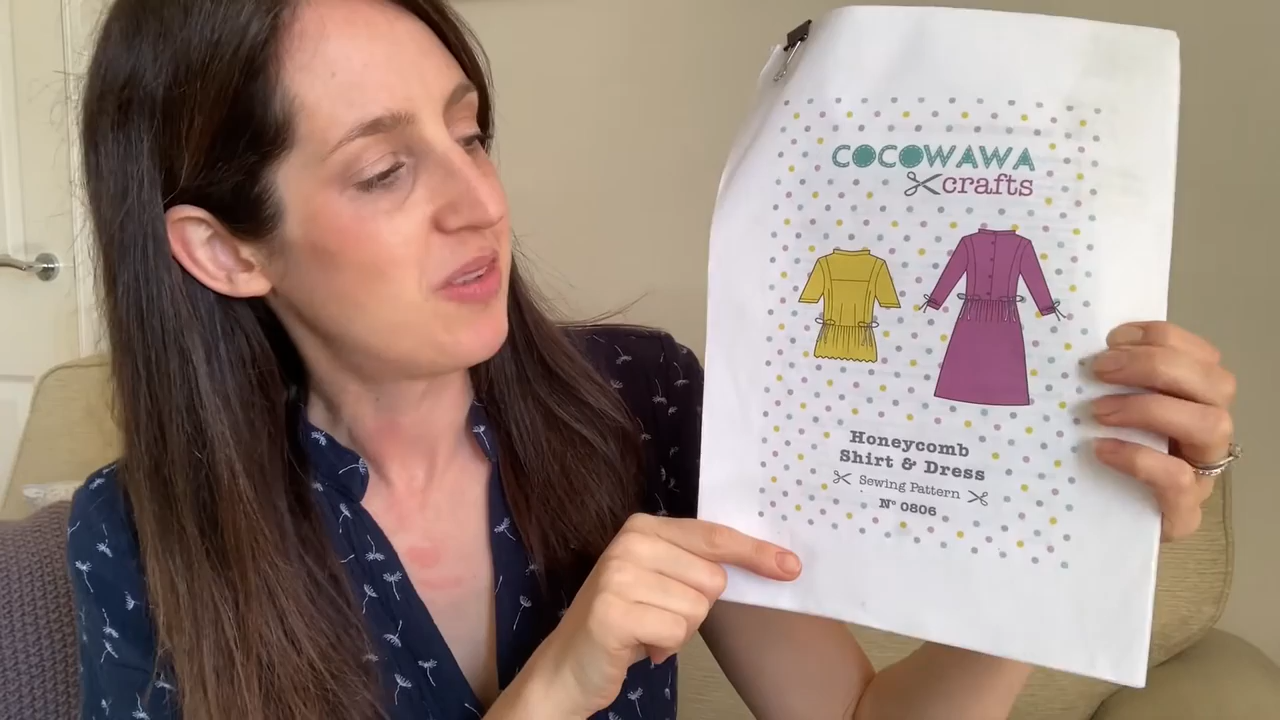 COCOWAWA
crafts
Honeycomb
Shirt & Dress
Sewing Pattern
Nº 0806